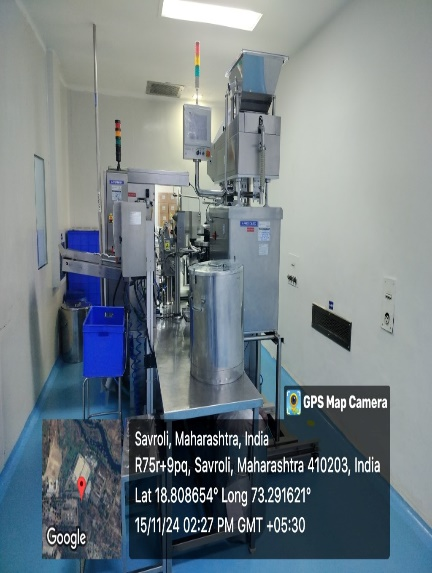 GPS Map Camera
Savroli, Maharashtra, India
R75r+9pq, Savroli, Maharashtra 410203, India
Lat 18.808654° Long 73.291621°
15/11/24 02:27 PM GMT +05:30
Google